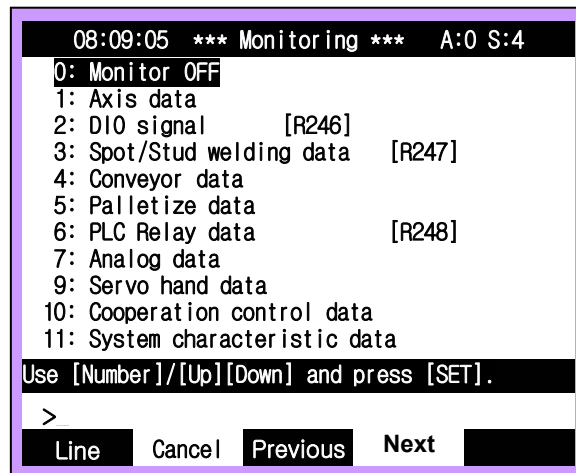 08:09:05 *** Monitoring *** A:0 S:4
0: Monitor OFF
1: Axis data
2: DIO signal [R246]
3: Spot/Stud welding data [R247]
4: Conveyor data
5: Palletize data
6: PLC Relay data [R248]
7: Analog data
9: Servo hand data
10: Cooperation control data
11: System characteristic data
Use [Number]/[Up][Down] and press [SET].
>_
Line Cancel Previous Next